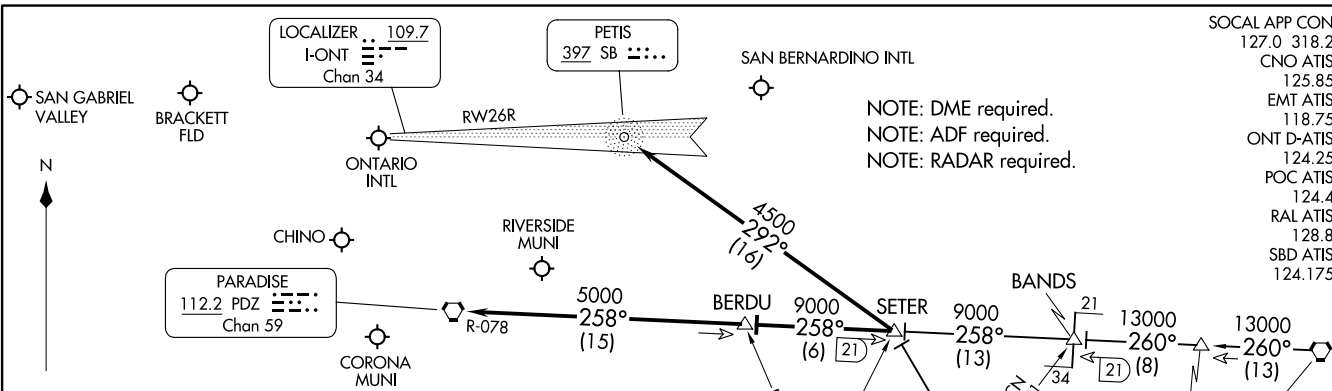 LOCALIZER 109.7
I-ONT
Chan 34
PETIS
397 SB
SAN BERNARDINO INTL
SOCAL APP CON
127.0 318.2
CNO ATIS
125.85
EMT ATIS
118.75
ONT D-ATIS
124.25
POC ATIS
124.4
RAL ATIS
128.8
SBD ATIS
124.175
SAN GABRIEL
VALLEY
BRACKETT
FLD
RW26R
ONTARIO
INTL
NOTE: DME required.
NOTE: ADF required.
NOTE: RADAR required.
N
4500
292°
(16)
CHINO
RIVERSIDE
MUNI
PARADISE
112.2 PDZ
Chan 59
R-078
CORONA
MUNI
5000
258°
(15)
BERDU
9000
258°
(6)
21
SETER
9000
258°
(13)
BANDS
21
34
21
13000
260°
(8)
13000
260°
(13)